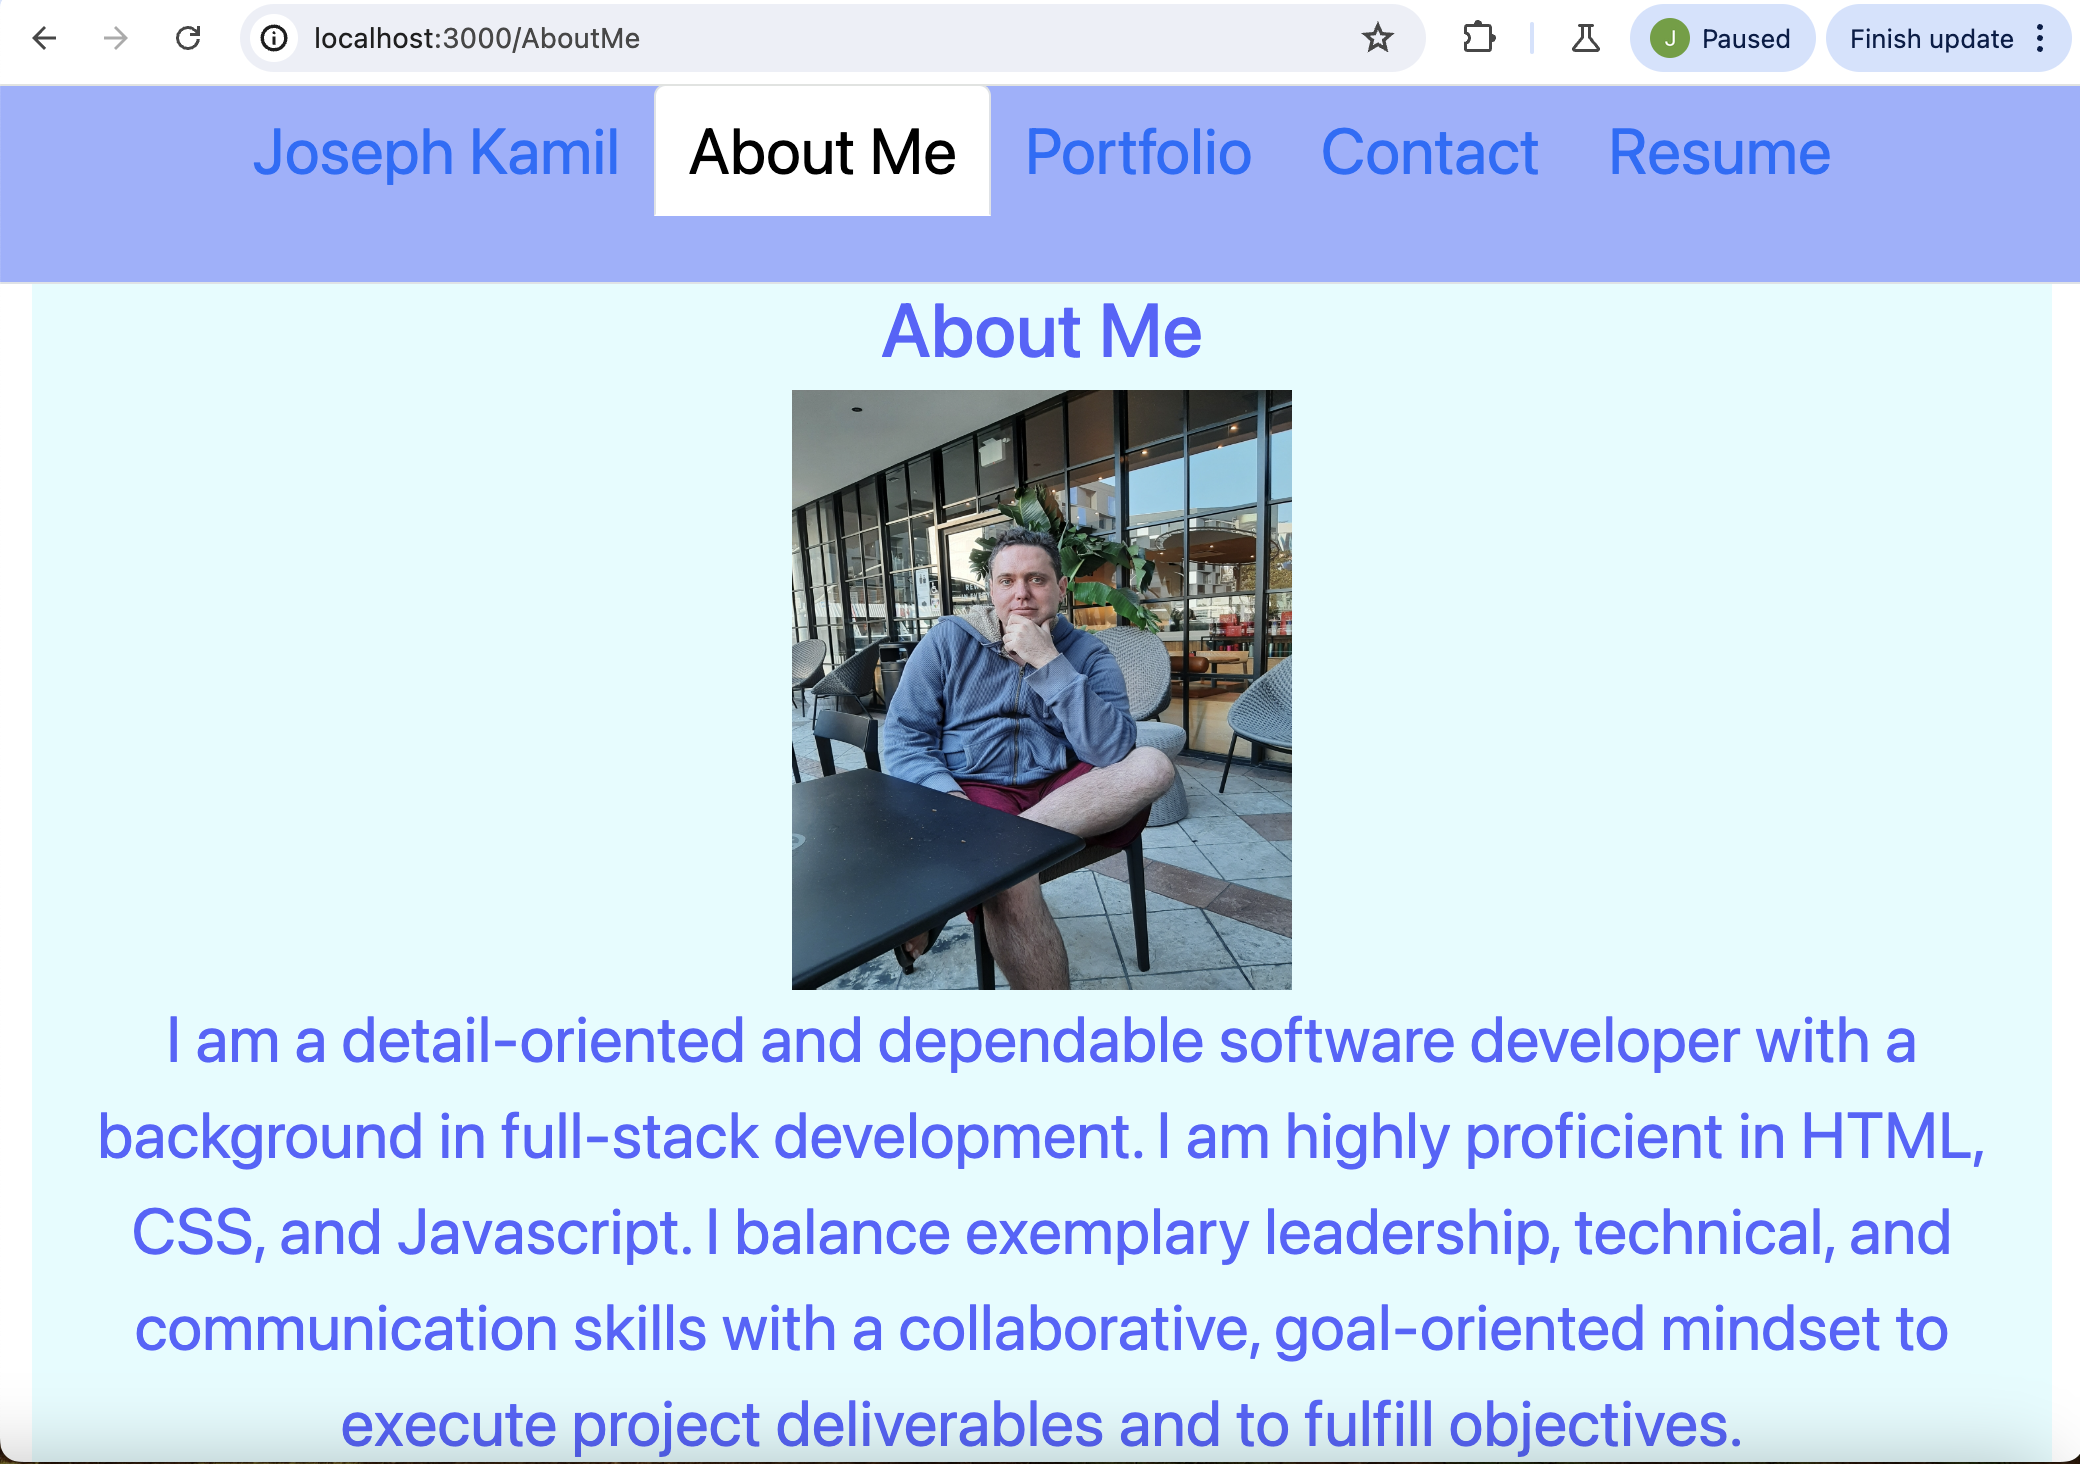 localhost:3000/AboutMe
J Paused
Finish update
Joseph Kamil About Me Portfolio Contact Resume
About Me
I am a detail-oriented and dependable software developer with a
background in full-stack development. I am highly proficient in HTML,
CSS, and Javascript. I balance exemplary leadership, technical, and
communication skills with a collaborative, goal-oriented mindset to
execute project deliverables and to fulfill objectives.